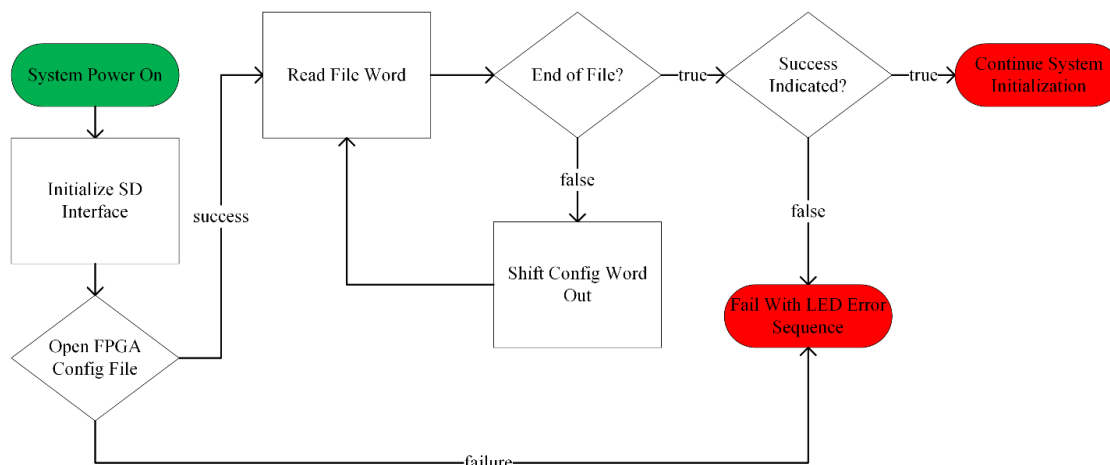 System Power On
Initialize SD
Interface
Open FPGA
Config File
success
failure
Read File Word
End of File?
true
false
Shift Config Word
Out
Success
Indicated?
true
false
Continue System
Initialization
Fail With LED Error
Sequence